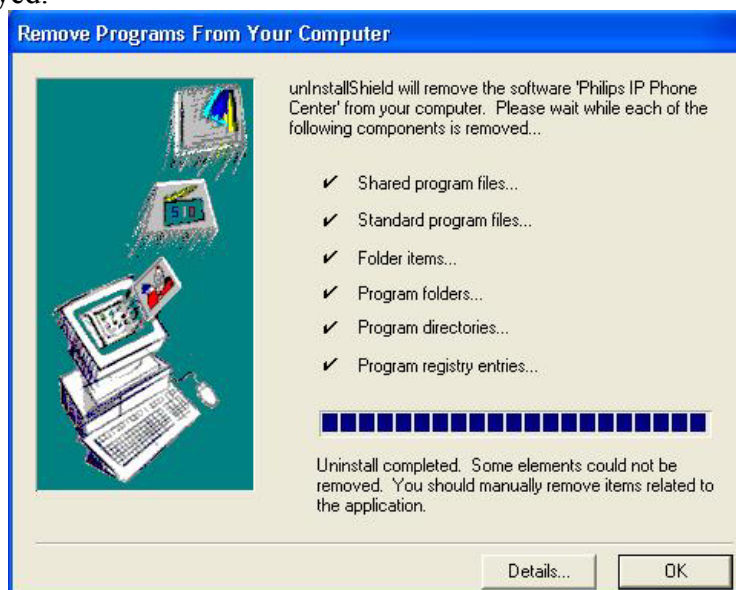 yed.
Remove Programs From Your Computer
unInstallShield will remove the software 'Philips IP Phone
Center' from your computer. Please wait while each of the
following components is removed...
✔ Shared program files...
✔ Standard program files...
✔ Folder items...
✔ Program folders...
✔ Program directories...
✔ Program registry entries...
Uninstall completed. Some elements could not be
removed. You should manually remove items related to
the application.
Details... OK